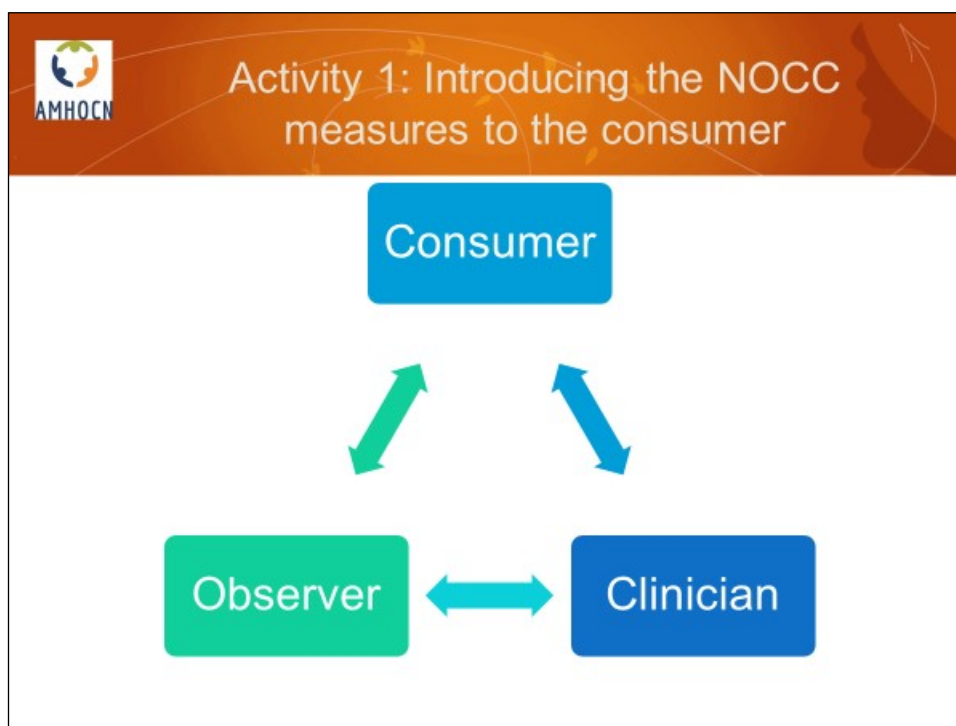 AMHOCN
Activity 1: Introducing the NOCC
measures to the consumer
Consumer
Observer
Clinician